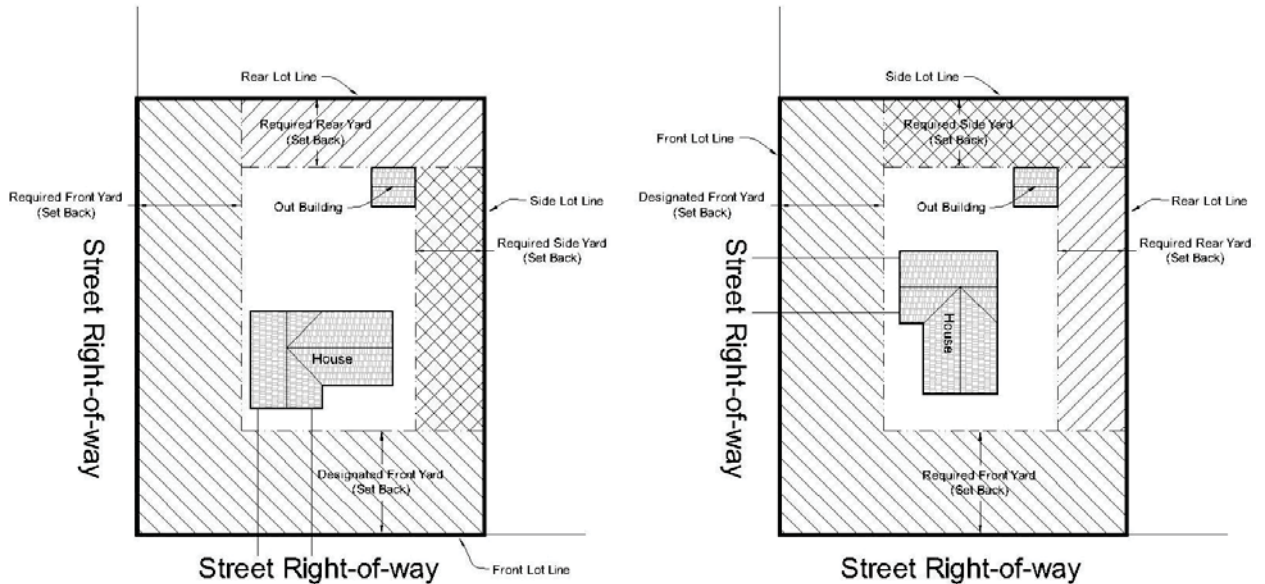 Rear Lot Line
Required Rear Yard
(Set Back)
Required Front Yard
(Set Back)
Out Building
Side Lot Line
Required Side Yard
(Set Back)
Street Right-of-way
House
Designated Front Yard
(Set Back)
Street Right-of-way
Front Lot Line
Side Lot Line
Required Side Yard
(Set Back)
Front Lot Line
Designated Front Yard
(Set Back)
Out Building
Rear Lot Line
Required Rear Yard
(Set Back)
Street Right-of-way
House
Required Front Yard
(Set Back)
Street Right-of-way